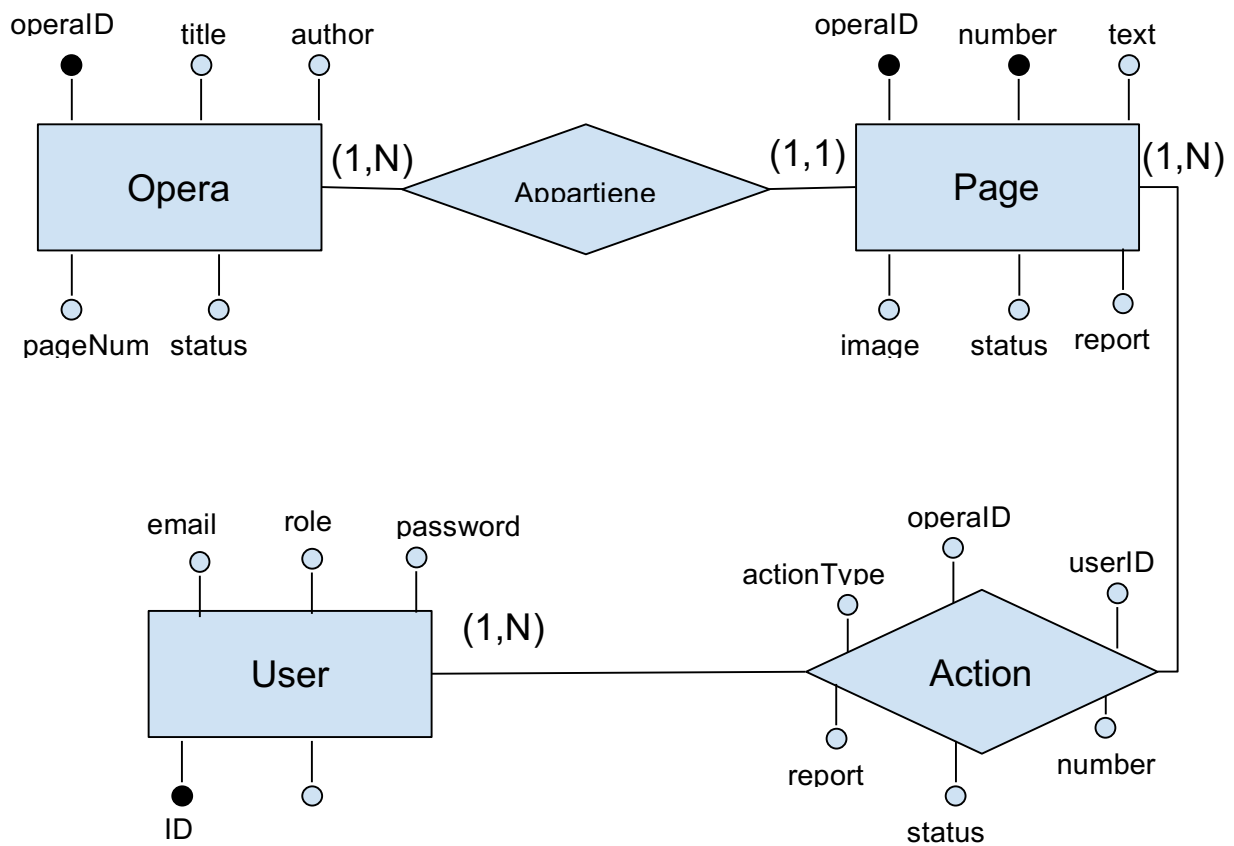 operaID
title
author
operaID
number
text
(1,N)
(1,1)
(1,N)
Opera
Appartiene
Page
pageNum
status
image
status
report
email
role
password
operaID
actionType
userID
(1,N)
User
Action
ID
report
number
status